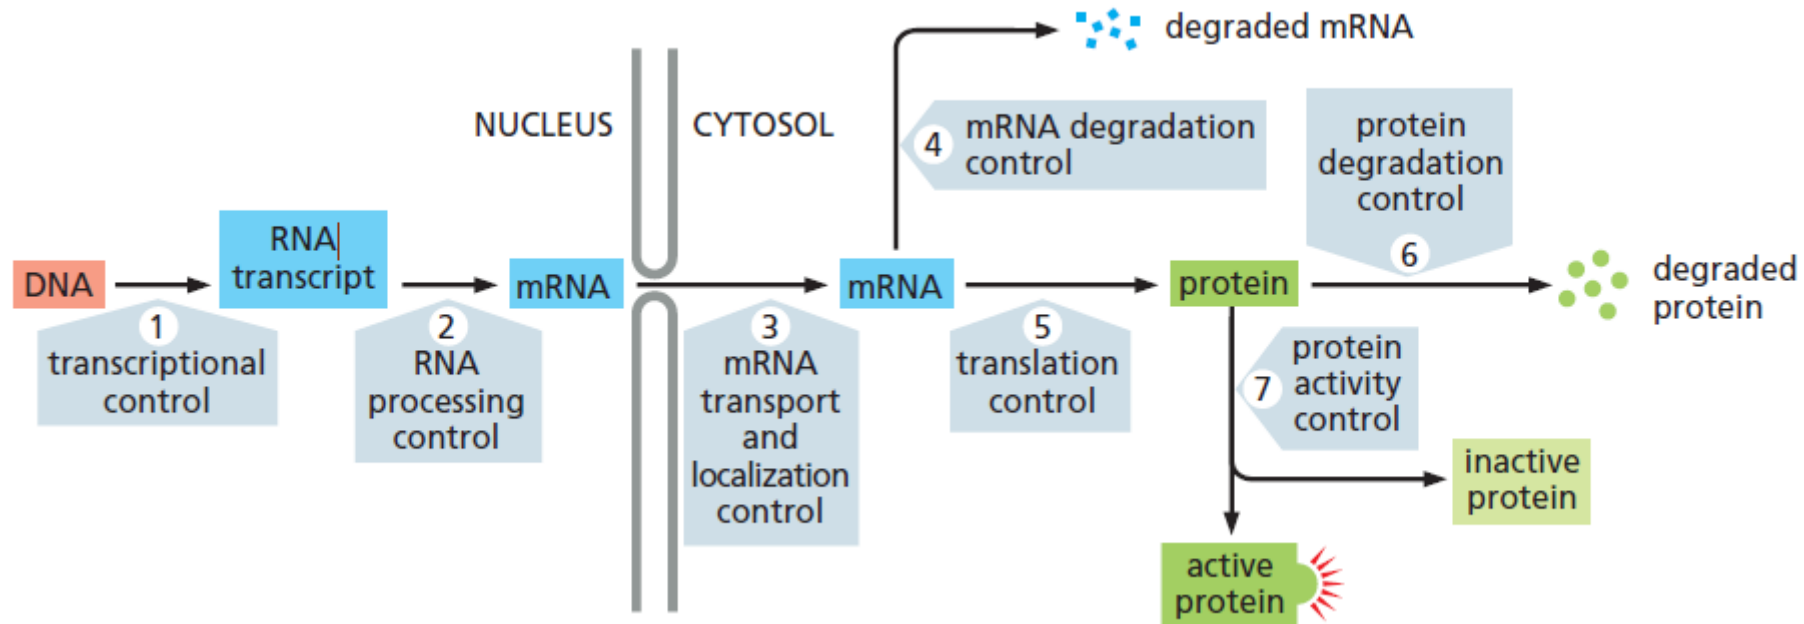 degraded mRNA
NUCLEUS
CYTOSOL
4
mRNA degradation
control
protein
degradation
control
6
DNA
RNA
transcript
mRNA
mRNA
protein
degraded
protein
1
transcriptional
control
2
RNA
processing
control
3
mRNA
transport
and
localization
control
5
translation
control
7
protein
activity
control
inactive
protein
active
protein